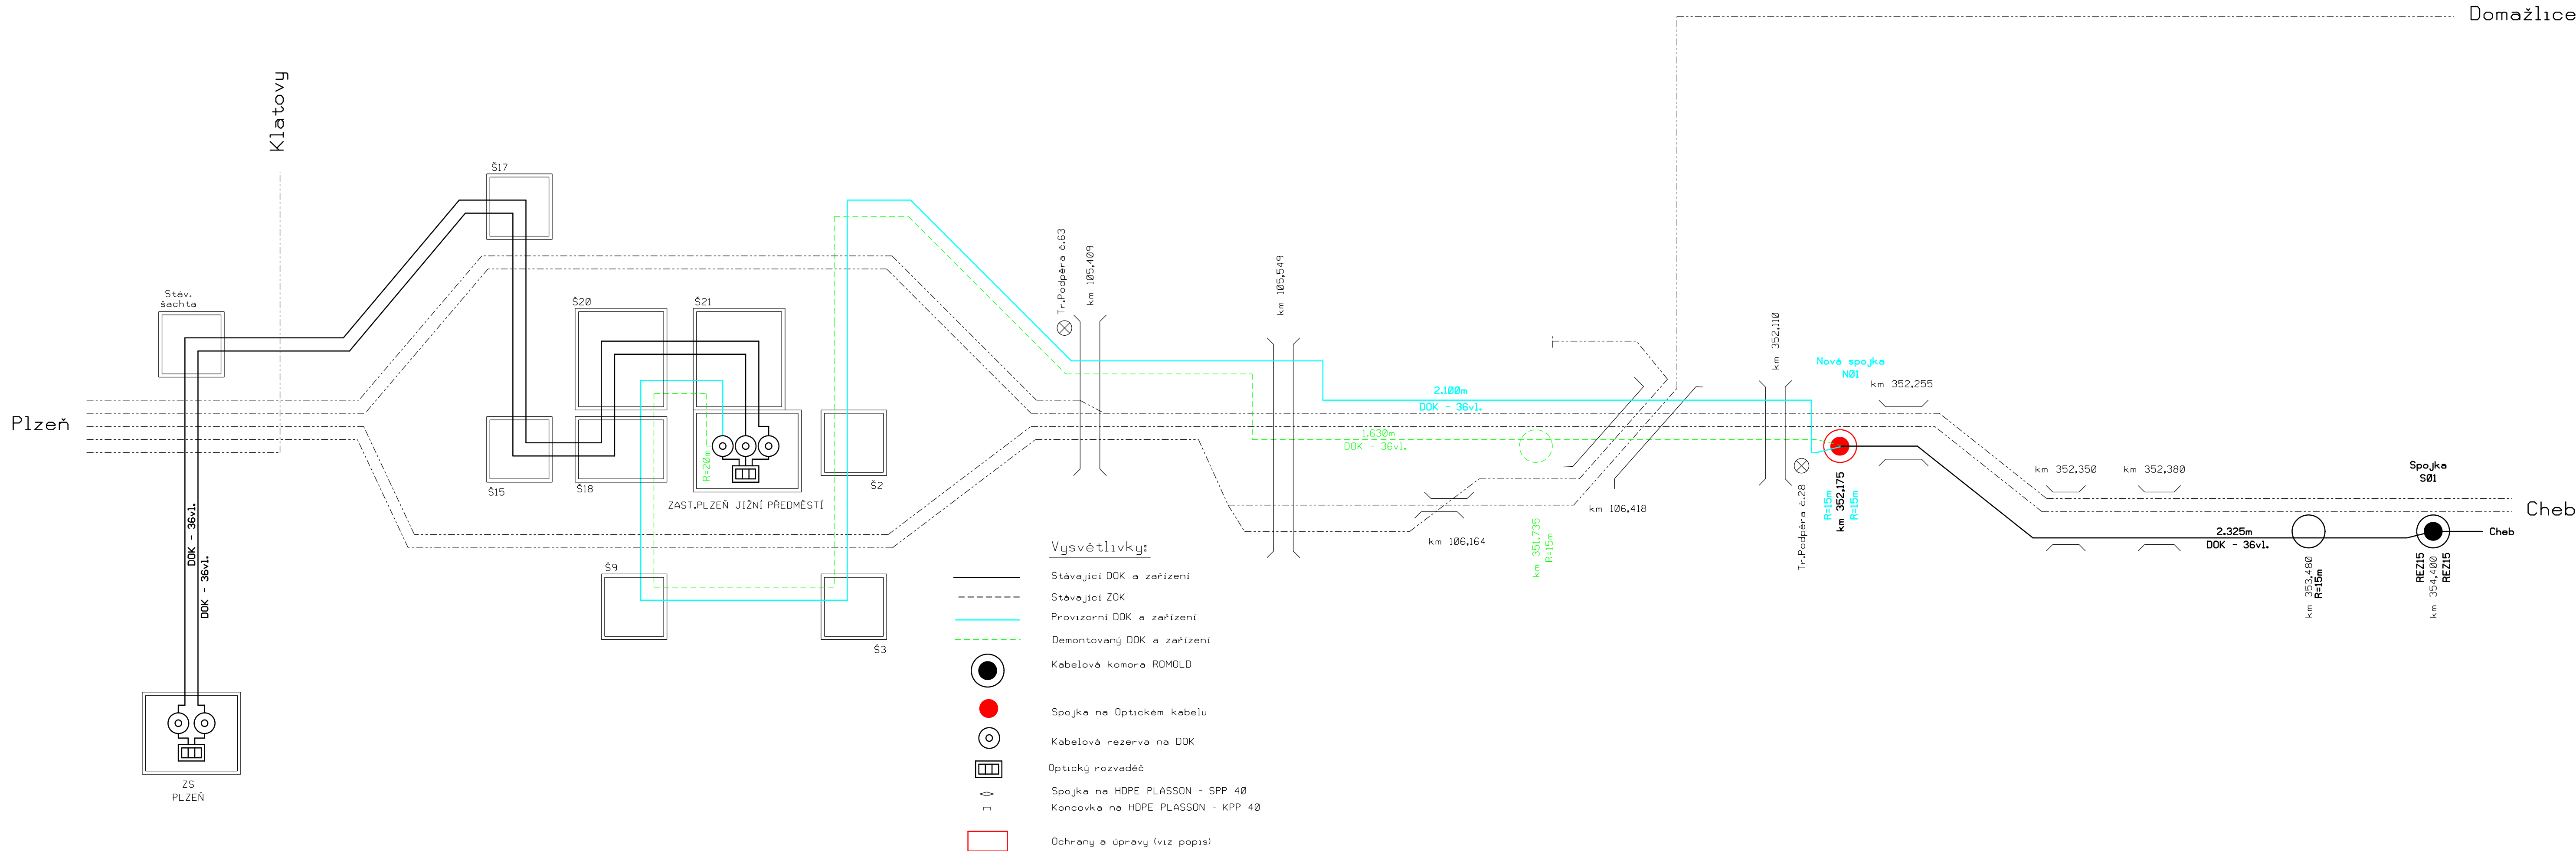 Domažlice
Klatovy
Š17
Stáv.
šachta
Š20
Š21
Tr.Podpěra č.63
km 105,409
km 105,549
km 352,110
Nová spojka
NØ1
km 352,255
Plzeň
2.100m
DOK - 36vl.
1.630m
DOK - 36vl.
R=20m
Š15
Š18
ZAST.PLZEŇ JIŽNÍ PŘEDMĚSTÍ
Š2
km 106,418
km 106,164
km 351,735
R=15m
Tr.Podpěra č.28
R=15m
km 352,175
R=15m
km 352,350
km 352,380
Spojka
SØ1
Cheb
2.325m
DOK - 36vl.
Cheb
km 353,480
R=15m
REZ15
km 354,400
REZ15
DOK - 36vl.
DOK - 36vl.
Š9
Š3
ZS
PLZEŇ
Vysvětlivky:
Stávající DOK a zařízení
Stávající ZOK
Provizorní DOK a zařízení
Demontovaný DOK a zařízení
Kabelová komora ROMOLD
Spojka na Optickém kabelu
Kabelová rezerva na DOK
Optický rozvaděč
Spojka na HDPE PLASSON - SPP 40
Koncovka na HDPE PLASSON - KPP 40
Ochrany a úpravy (viz popis)